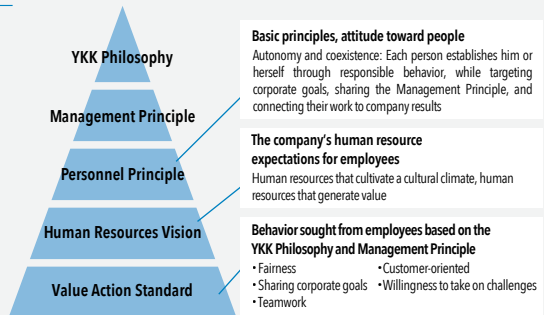 YKK Philosophy
Management Principle
Personnel Principle
Human Resources Vision
Value Action Standard
Basic principles, attitude toward people
Autonomy and coexistence: Each person establishes him or
herself through responsible behavior, while targeting
corporate goals, sharing the Management Principle, and
connecting their work to company results
The company's human resource
expectations for employees
Human resources that cultivate a cultural climate, human
resources that generate value
Behavior sought from employees based on the
YKK Philosophy and Management Principle
• Fairness • Customer-oriented
• Sharing corporate goals • Willingness to take on challenges
• Teamwork